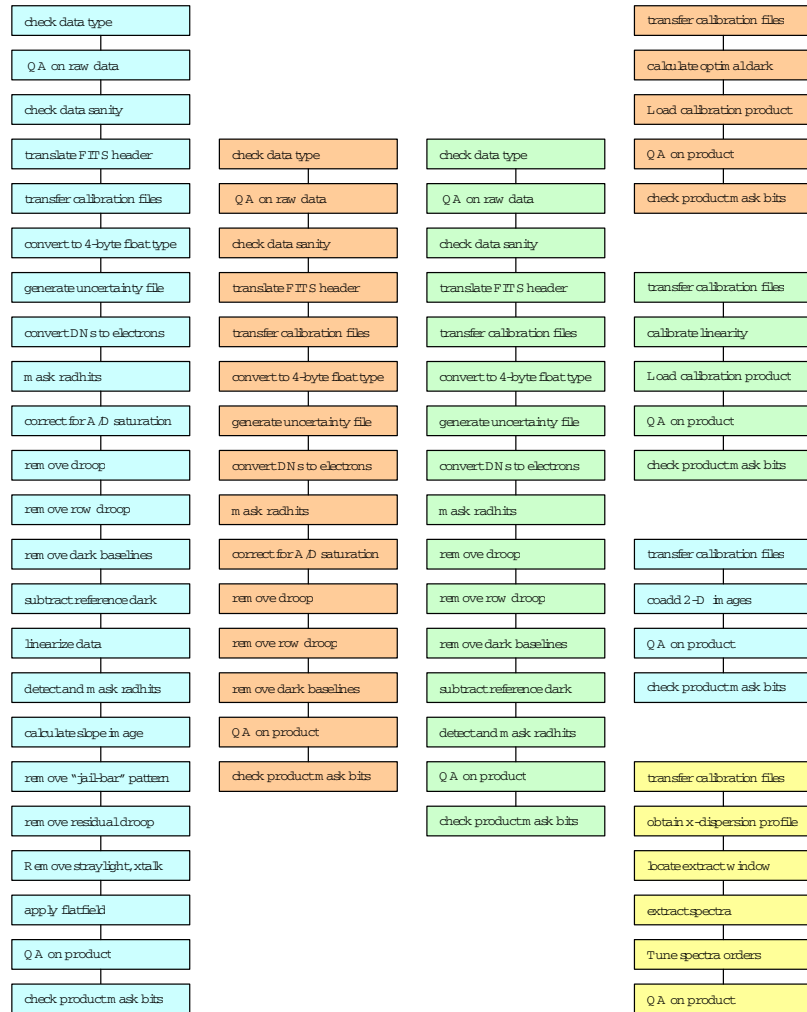 check data type
QA on raw data
check data sanity
translate FITS header
transfer calibration files
convert to 4-byte float type
generate uncertainty file
convert DNs to electrons
mask radhits
correct for A/D saturation
remove droop
remove row droop
remove dark baselines
subtract reference dark
linearize data
detect and mask radhits
calculate slope image
remove “jail-bar” pattern
remove residual droop
Remove straylight, xtalk
apply flatfield
QA on product
check product mask bits
check data type
QA on raw data
check data sanity
translate FITS header
transfer calibration files
convert to 4-byte float type
generate uncertainty file
convert DNs to electrons
mask radhits
correct for A/D saturation
remove droop
remove row droop
remove dark baselines
QA on product
check product mask bits
check data type
QA on raw data
check data sanity
translate FITS header
transfer calibration files
convert to 4-byte float type
generate uncertainty file
convert DNs to electrons
mask radhits
remove droop
remove row droop
remove dark baselines
subtract reference dark
detect and mask radhits
QA on product
check product mask bits
transfer calibration files
calculate optimal dark
Load calibration product
QA on product
check product mask bits
transfer calibration files
calibrate linearity
Load calibration product
QA on product
check product mask bits
transfer calibration files
coadd 2-D images
QA on product
check product mask bits
transfer calibration files
obtain x-dispersion profile
locate extract window
extract spectra
Tune spectra orders
QA on product